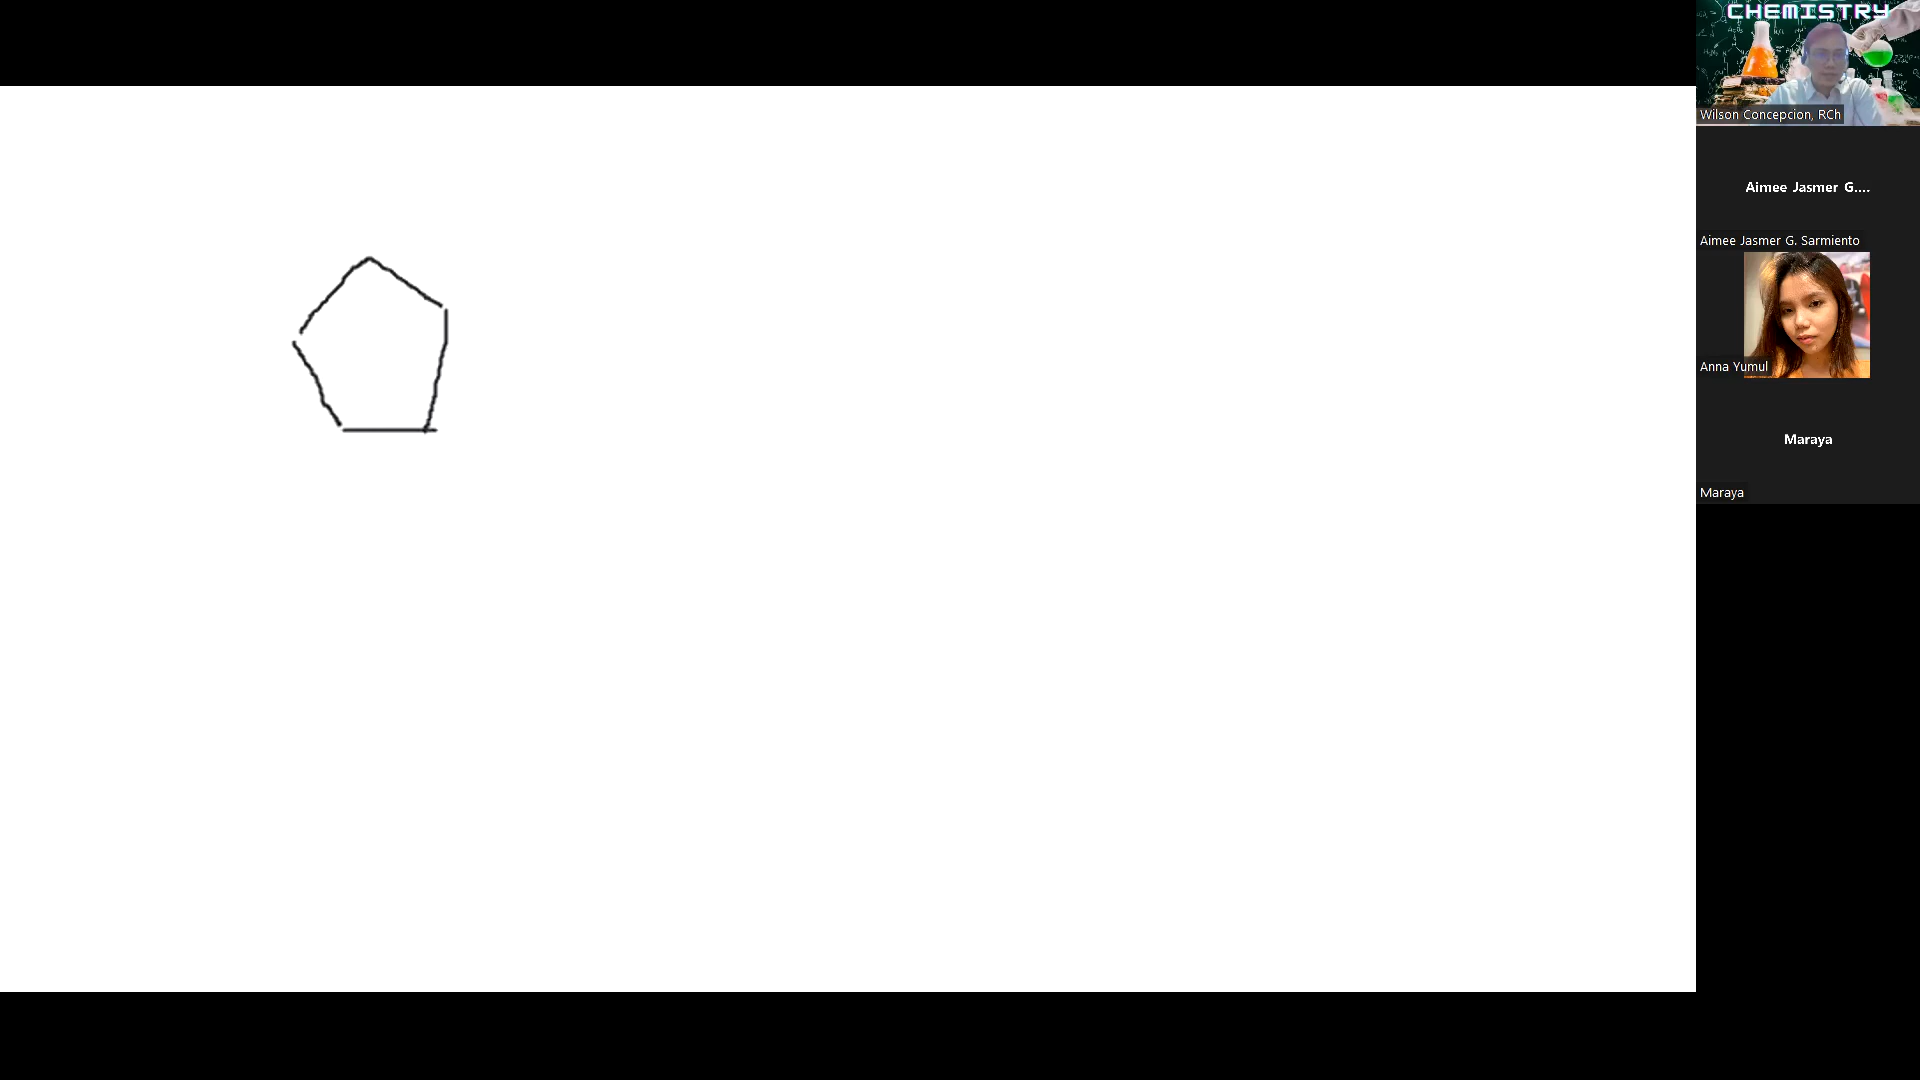 CHEMISTRY
Wilson Concepcion, RCh
Aimee Jasmer G....
Aimee Jasmer G. Sarmiento
Anna Yumul
Maraya
Maraya